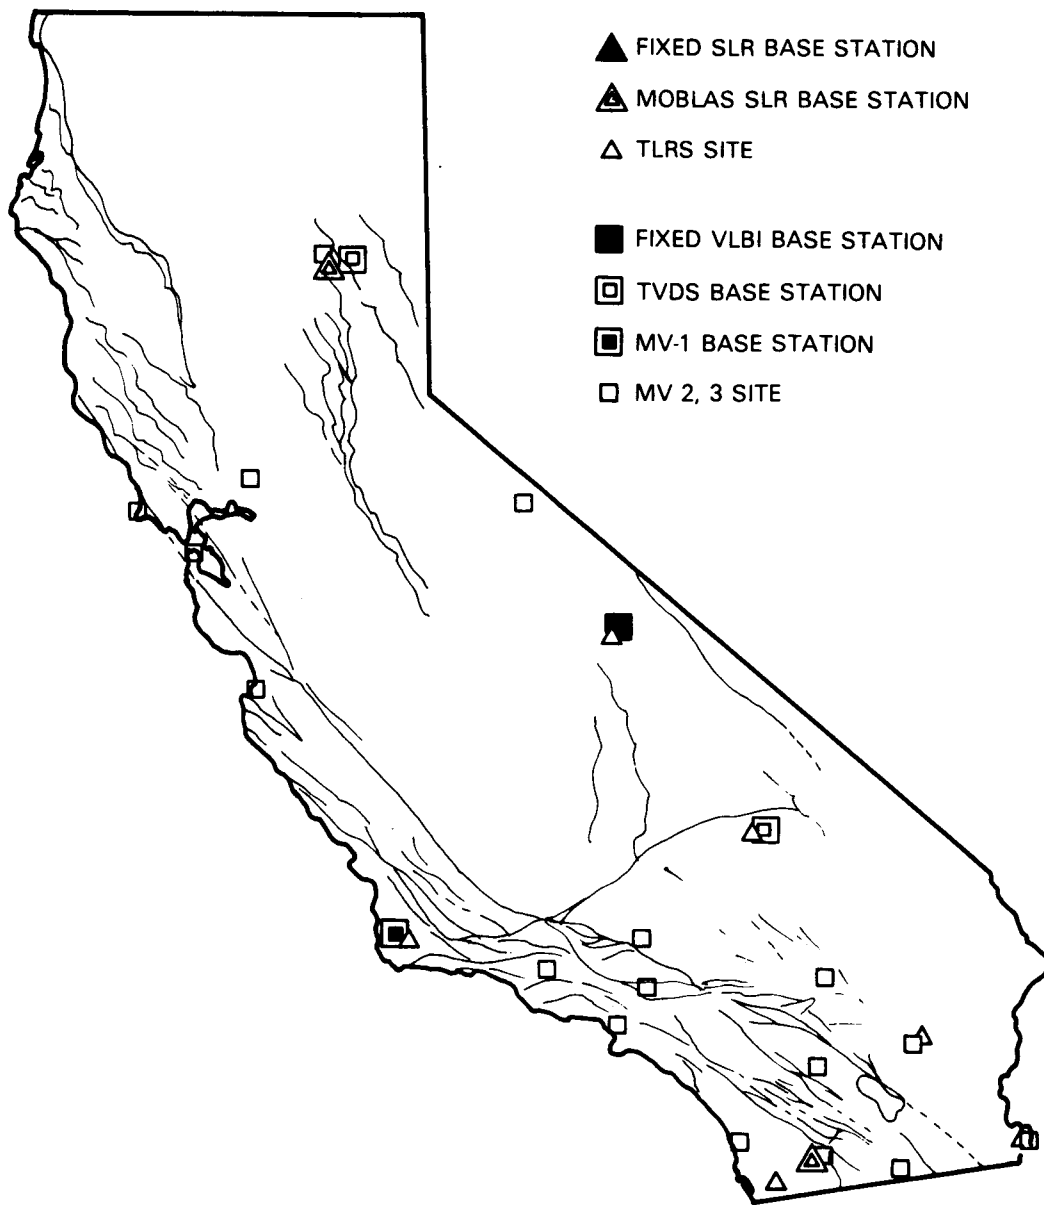 FIXED SLR BASE STATION
MOBLAS SLR BASE STATION
TLRS SITE
FIXED VLBI BASE STATION
TVDS BASE STATION
MV-1 BASE STATION
MV 2, 3 SITE